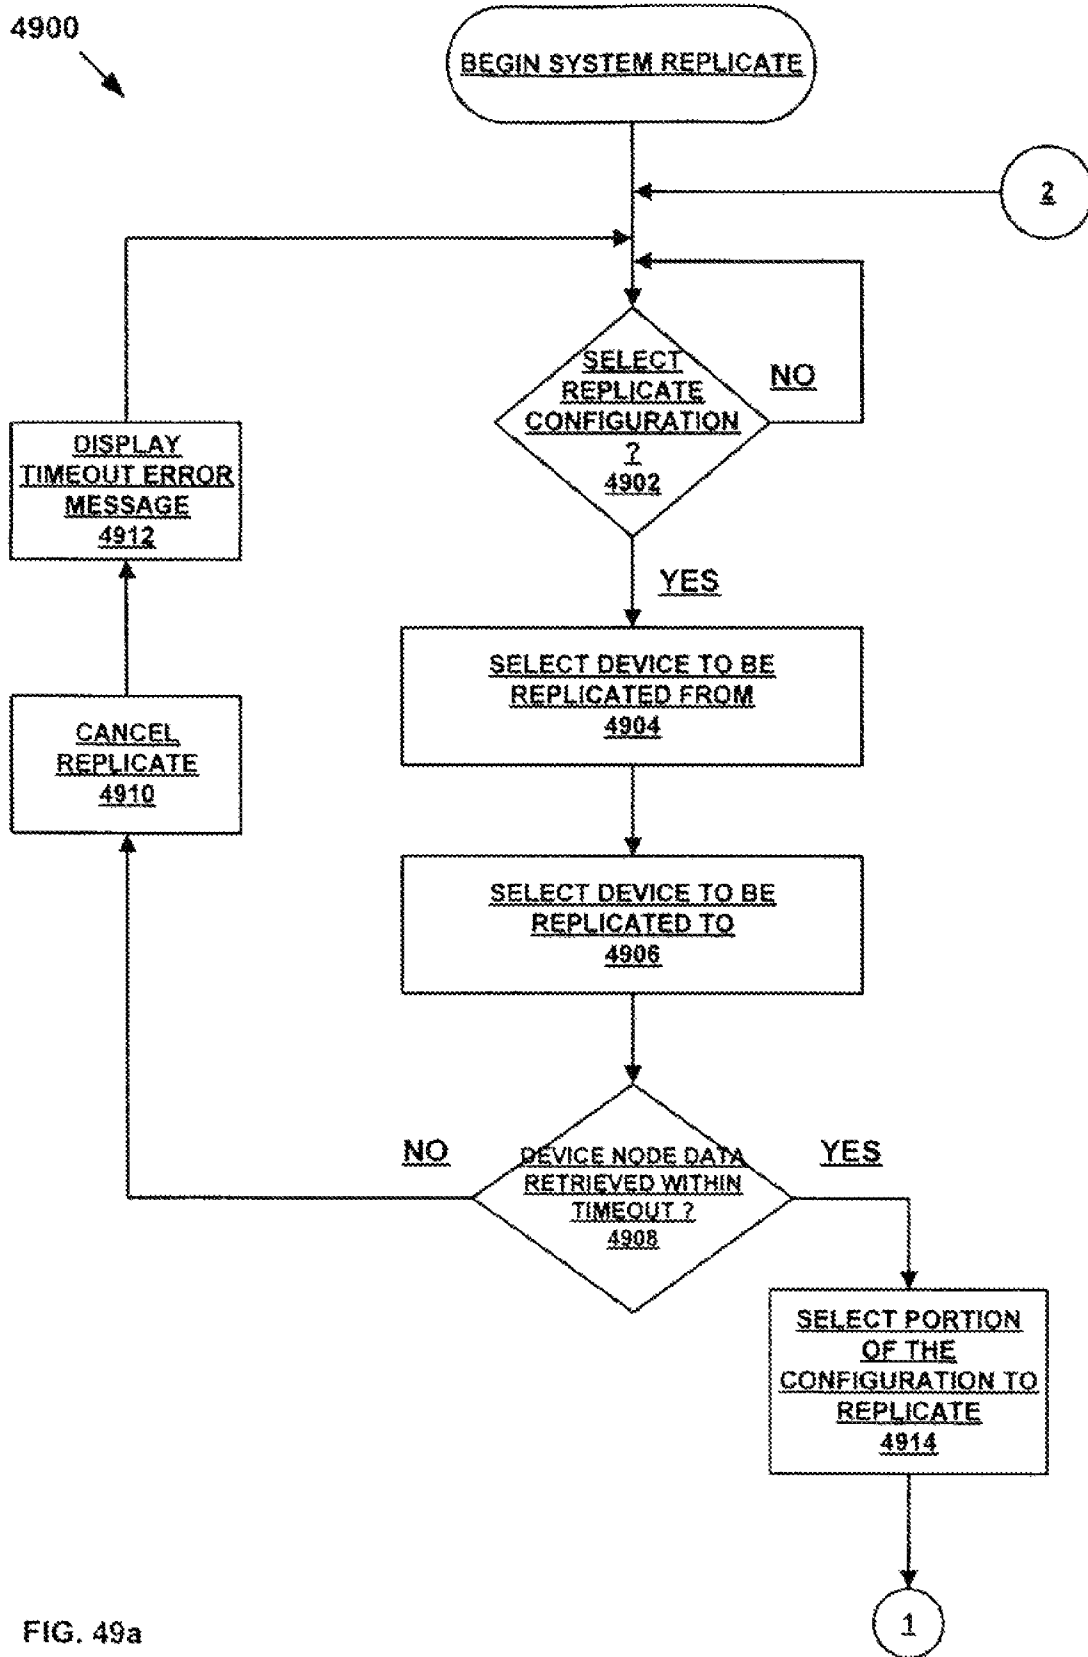 4900
BEGIN SYSTEM REPLICATE
2
SELECT
REPLICATE
CONFIGURATION
?
4902
NO
YES
DISPLAY
TIMEOUT ERROR
MESSAGE
4912
SELECT DEVICE TO BE
REPLICATED FROM
4904
CANCEL
REPLICATE
4910
SELECT DEVICE TO BE
REPLICATED TO
4906
NO
DEVICE NODE DATA
RETRIEVED WITHIN
TIMEOUT ?
4908
YES
SELECT PORTION
OF THE
CONFIGURATION TO
REPLICATE
4914
1
FIG. 49a